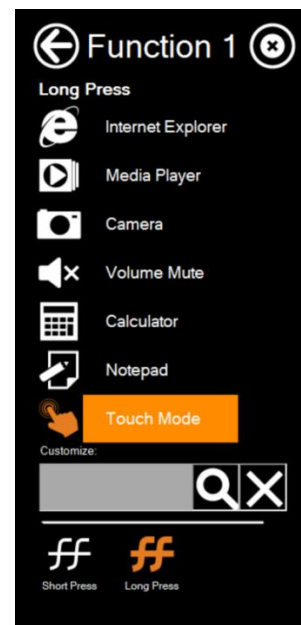 Function 1
Long Press
Internet Explorer
Media Player
Camera
Volume Mute
Calculator
Notepad
Touch Mode
Customize:
Short Press
Long Press